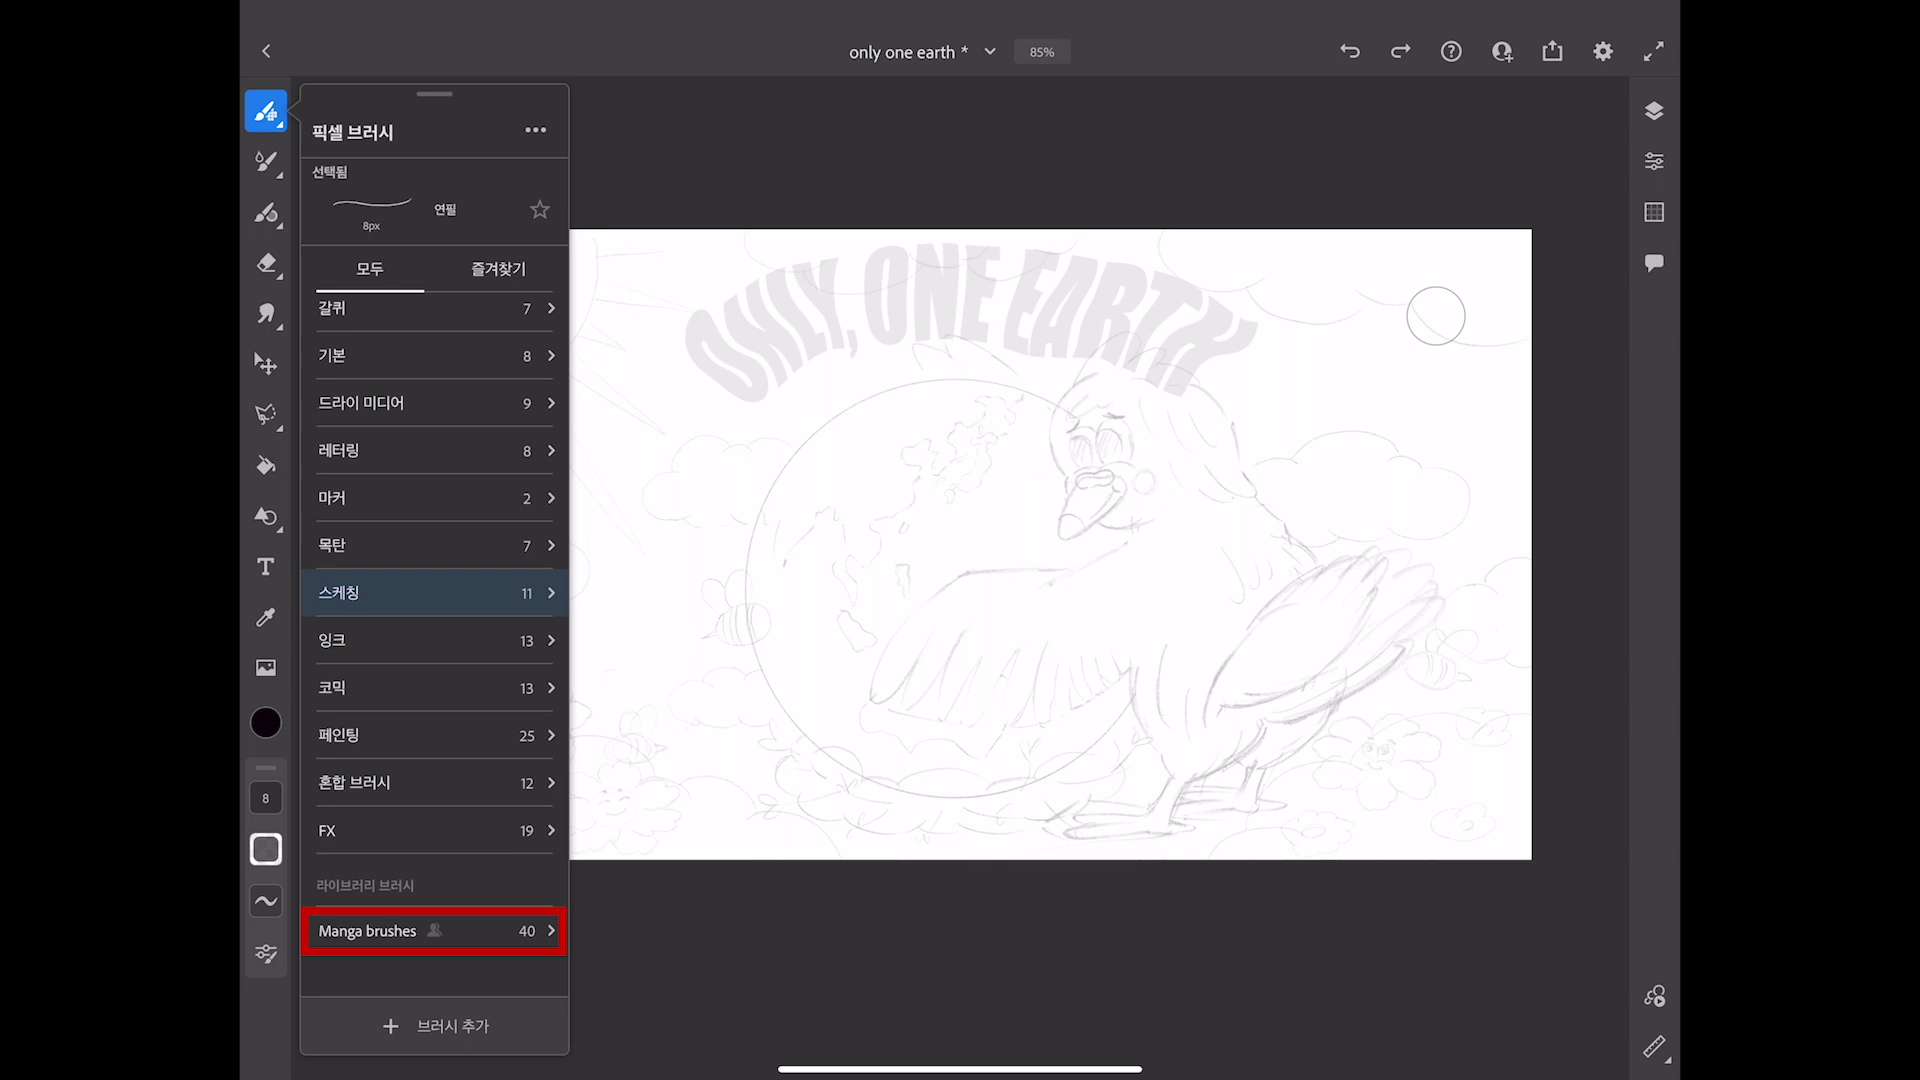 only one earth *
85%
픽셀 브러시
선택됨
연필
8px
모두
즐겨찾기
갈퀴 7
기본 8
드라이 미디어 9
레터링 8
마커 2
목탄 7
스케칭 11
잉크 13
코믹 13
페인팅 25
혼합 브러시 12
FX 19
라이브러리 브러시
Manga brushes 40
+ 브러시 추가
T
8
ONLY, ONE EARTH